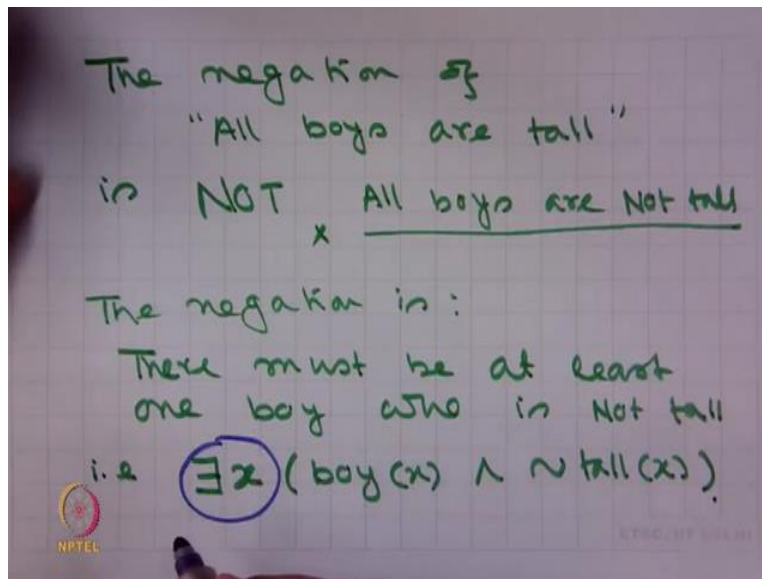 The negation of
"All boys are tall"
is NOT All boys are Not tall
x
The negation is:
There must be at least
one boy who is Not tall
i.e ∃x (boy(x) ∧ ~tall(x)).
NPTEL